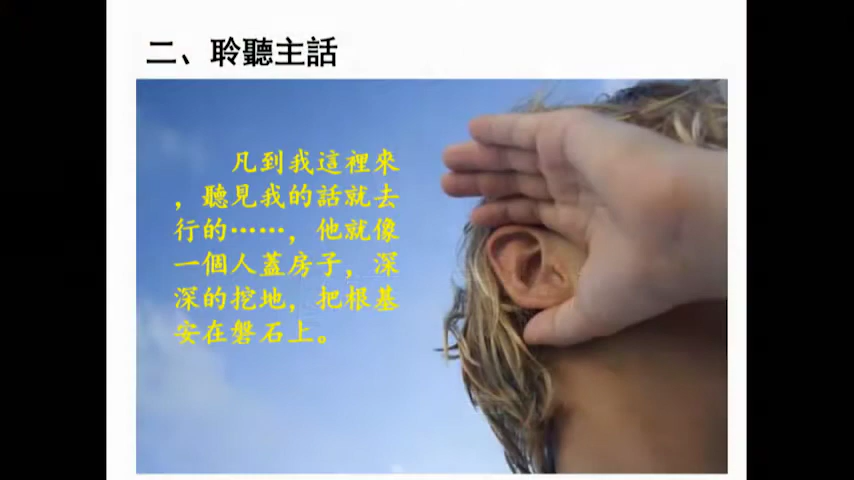 二、聆聽主話
凡到我這裡來
，聽見我的話就去
行的……，他就像
一個人蓋房子，深
深的挖地，把根基
安在磐石上。